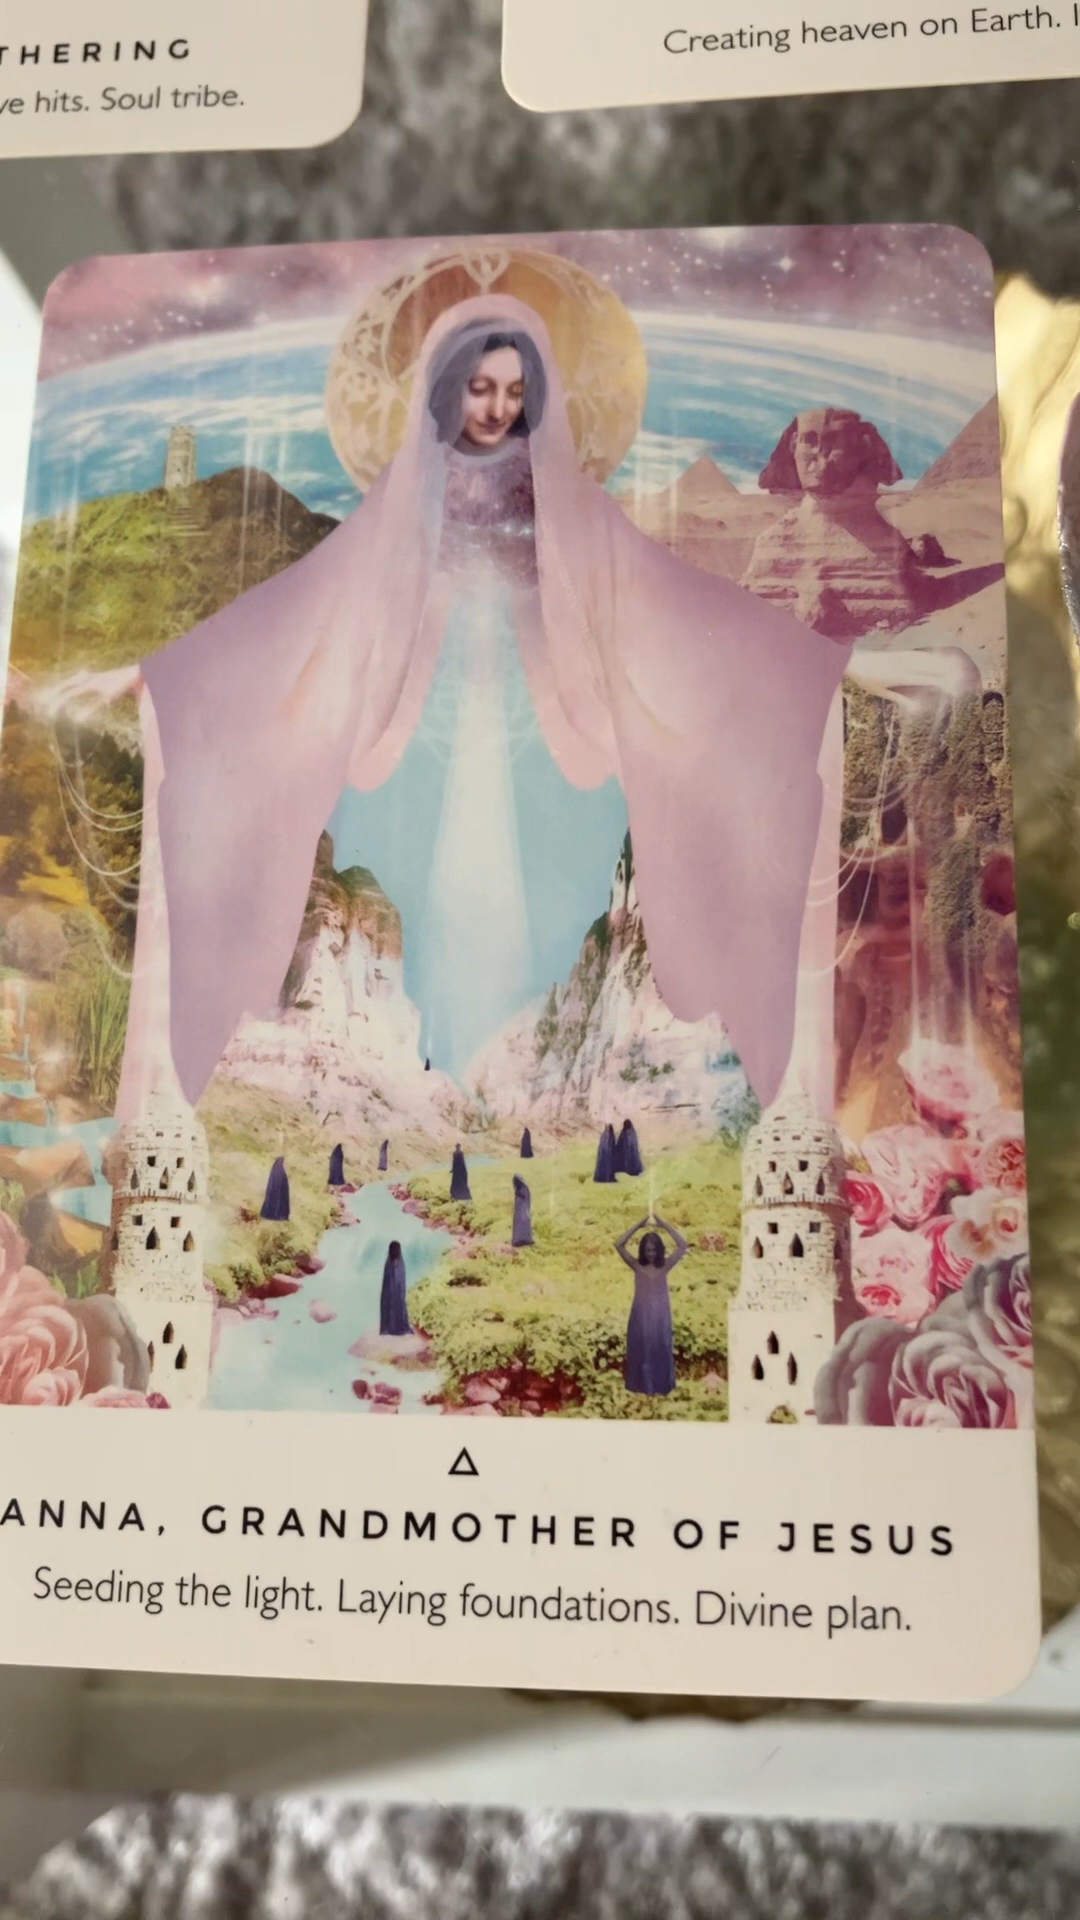 THERING
ve hits. Soul tribe.
Creating heaven on Earth.
ANNA, GRANDMOTHER OF JESUS
Seeding the light. Laying foundations. Divine plan.